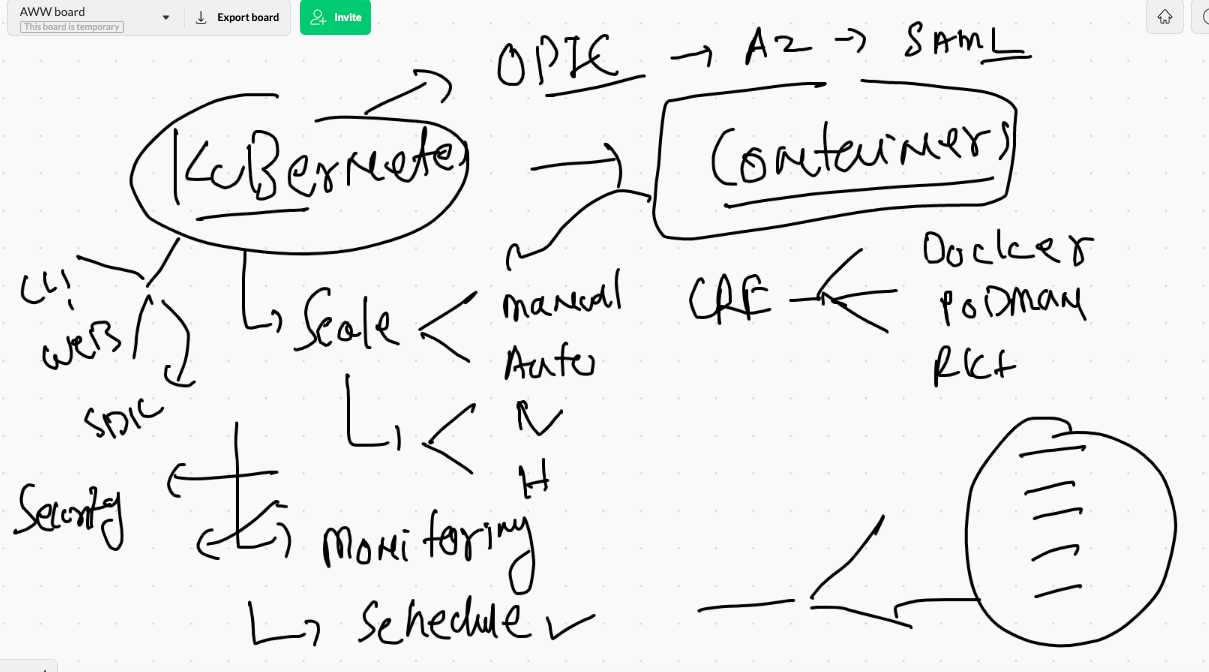 AWW board
This board is temporary
Export board
Invite
OPIC → AZ → SAML
KuBernetes → Containers
CLI
WEB
SDK
Scale
manual
Auto
V
H
CRE
Docker
PODMAN
RKt
Security
Monitoring
Schedule ✓